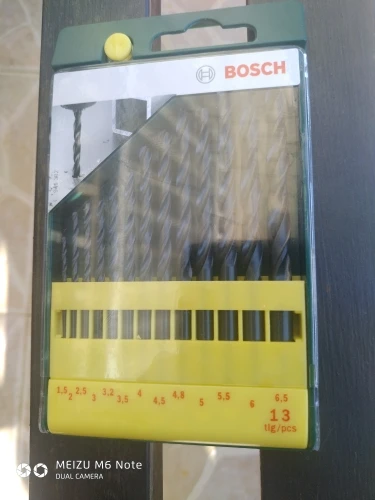 BOSCH
1,5 2,5 3,2 4 4,8 5,5 6,5
2 3 3,5 4,5 5 6
13
tlg/pcs
MEIZU M6 Note
DUAL CAMERA